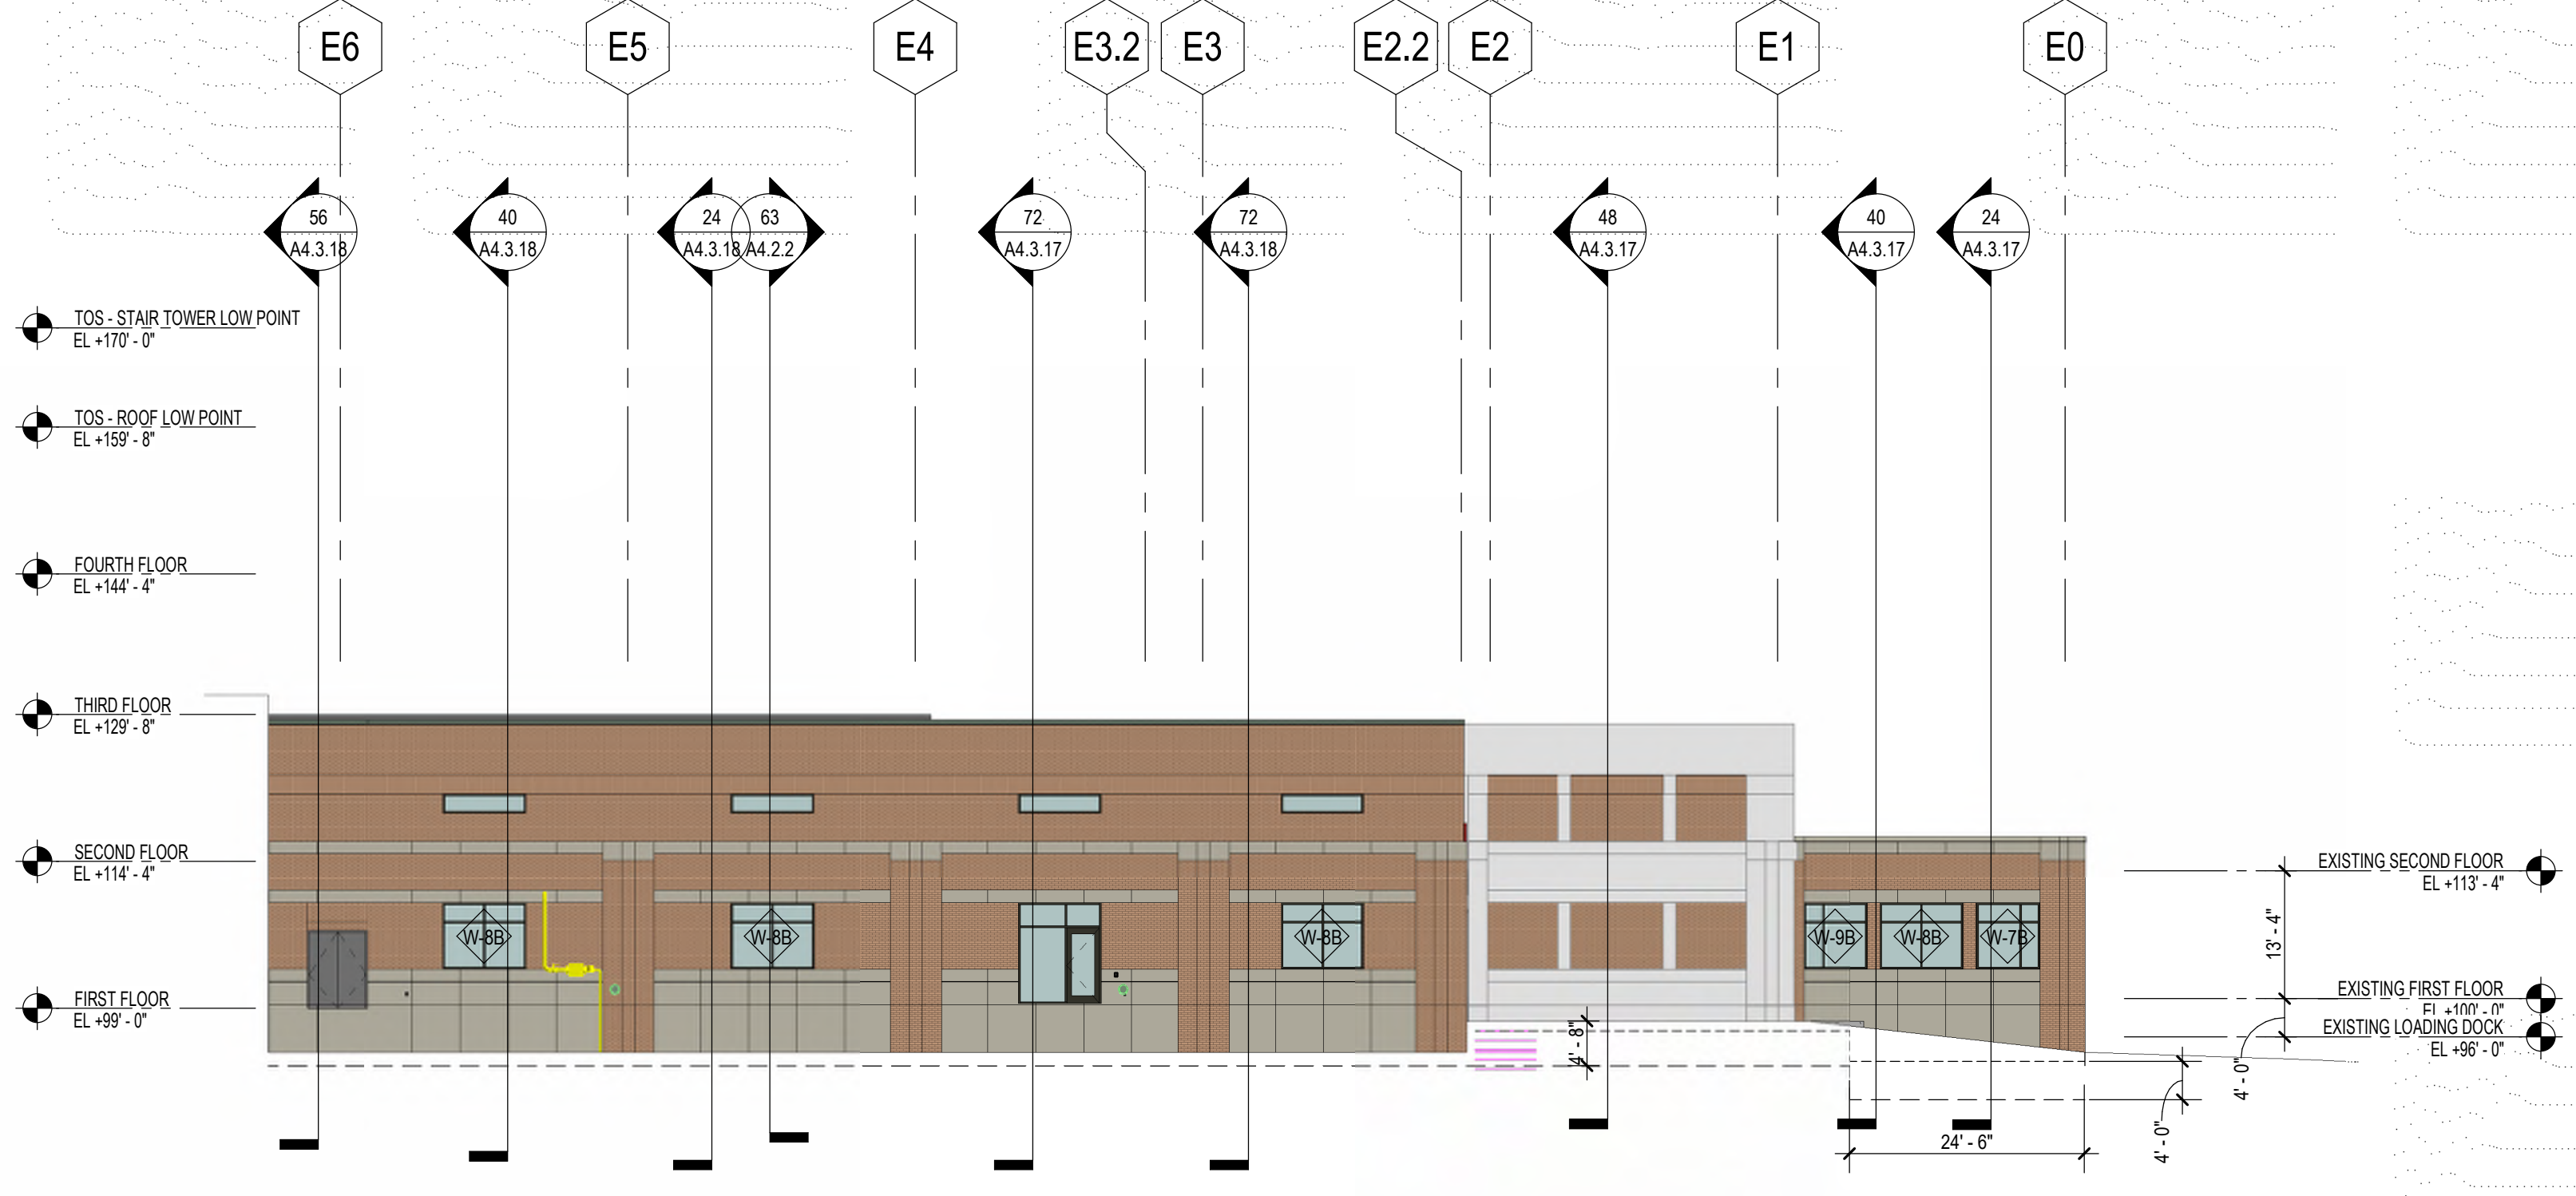 E6
E5
E4
E3.2
E3
E2.2
E2
E1
E0
56
A4.3.18
40
A4.3.18
24
A4.3.18
63
A4.2.2
72
A4.3.17
72
A4.3.18
48
A4.3.17
40
A4.3.17
24
A4.3.17
TOS - STAIR TOWER LOW POINT
EL +170' - 0"
TOS - ROOF LOW POINT
EL +159' - 8"
FOURTH FLOOR
EL +144' - 4"
THIRD FLOOR
EL +129' - 8"
SECOND FLOOR
EL +114' - 4"
FIRST FLOOR
EL +99' - 0"
W-8B
W-8B
W-8B
W-9B
W-8B
W-7B
EXISTING SECOND FLOOR
EL +113' - 4"
13' - 4"
EXISTING FIRST FLOOR
EL +100' - 0"
EXISTING LOADING DOCK
EL +96' - 0"
4' - 8"
4' - 0"
4' - 0"
24' - 6"